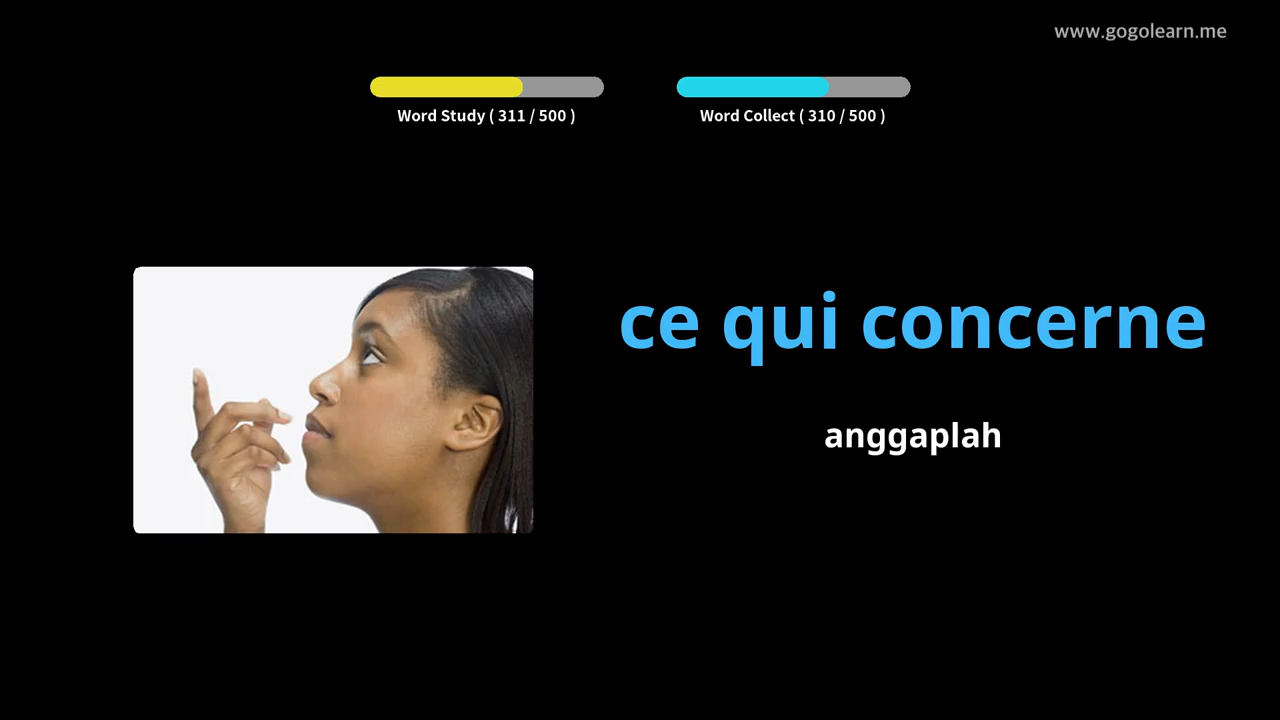 www.gogolearn.me
Word Study ( 311 / 500 )
Word Collect ( 310 / 500 )
ce qui concerne
anggaplah